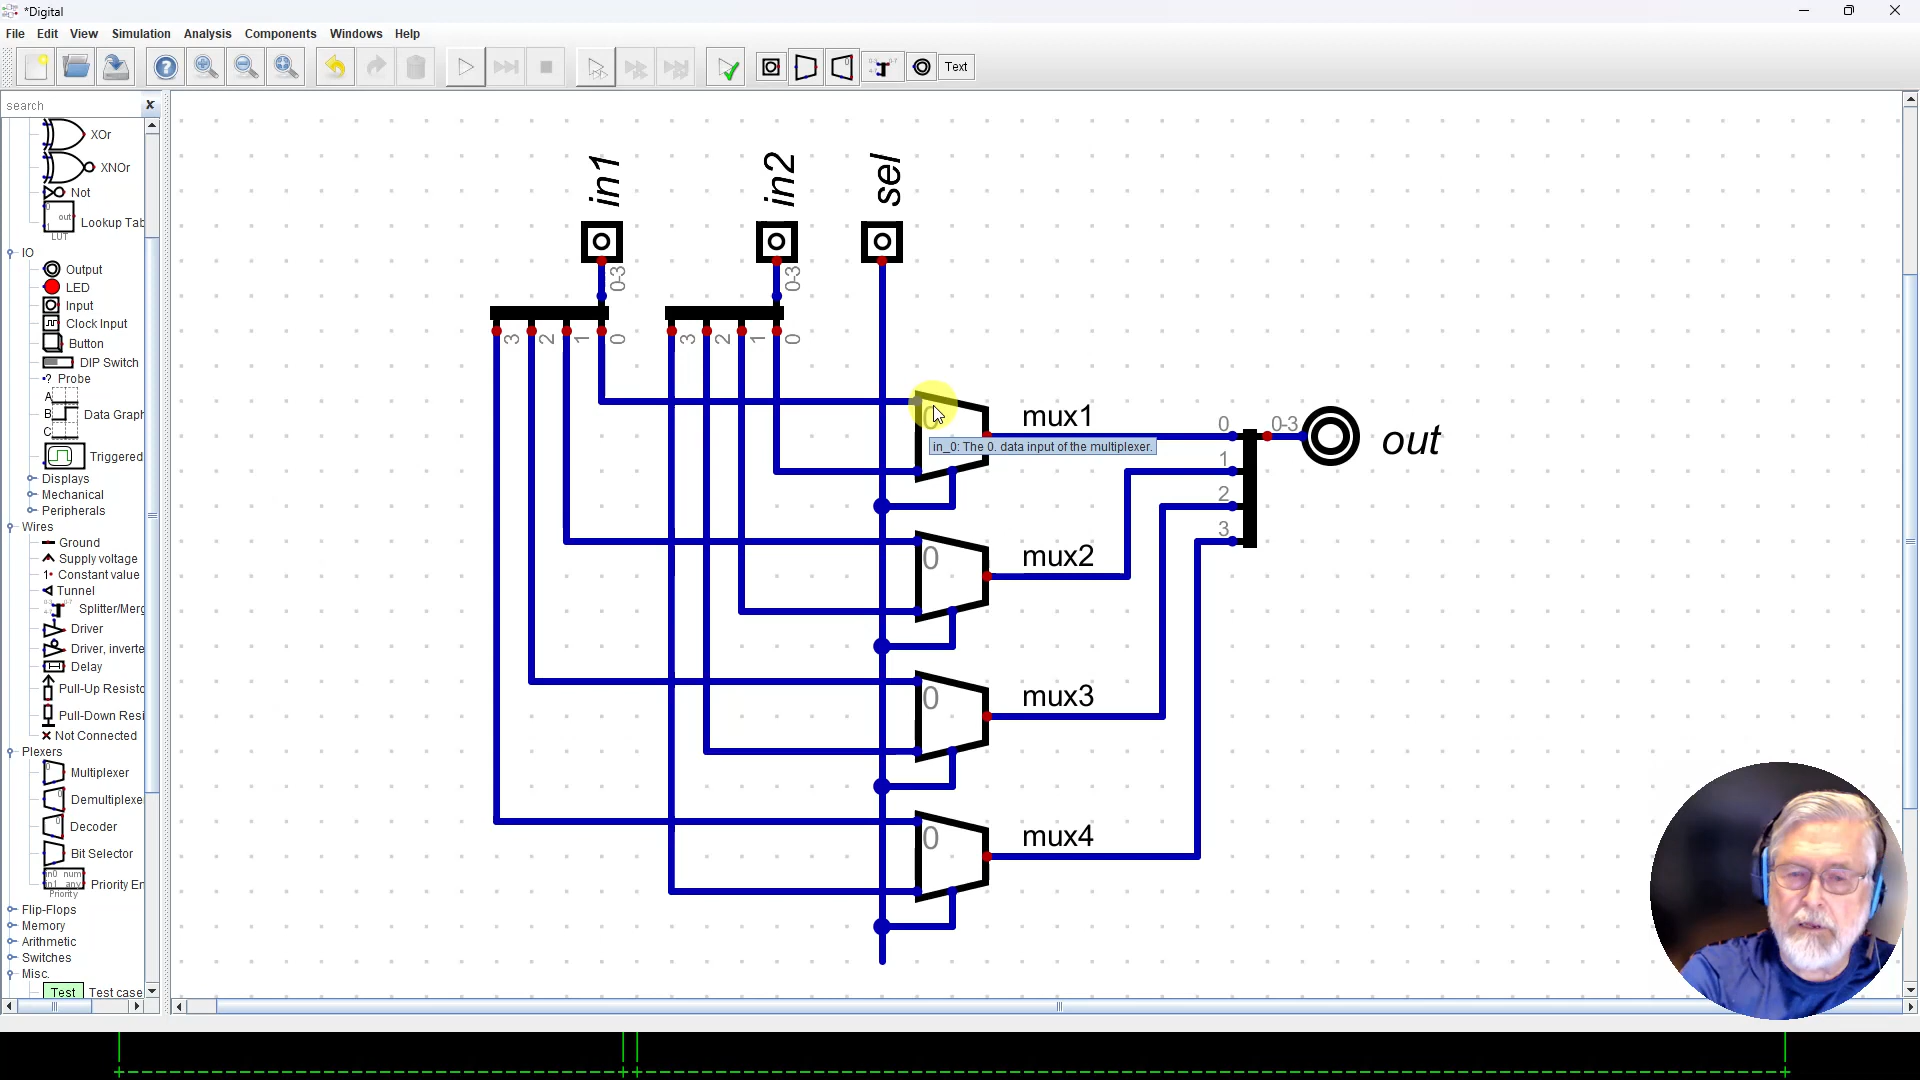 *Digital
File Edit View Simulation Analysis Components Windows Help
Text
search
XOr
XNOr
Not
out
Lookup Tab
LUT
IO
Output
LED
Input
Clock Input
Button
DIP Switch
Probe
A
B
C
Data Graph
Triggered
Displays
Mechanical
Peripherals
Wires
Ground
Supply voltage
Constant value
Tunnel
Splitter/Merg
Driver
Driver, inverte
Delay
Pull-Up Resisto
Pull-Down Resi
Not Connected
Plexers
Multiplexer
Demultiplexe
Decoder
Bit Selector
Priority En
Priority
Flip-Flops
Memory
Arithmetic
Switches
Misc.
Test Test case
in1 in2 sel
0-3 0-3
3 2 1 0 3 2 1 0
0 mux1 0 0-3 out
in_0: The 0. data input of the multiplexer.
1
2
3
0 mux2
0 mux3
0 mux4